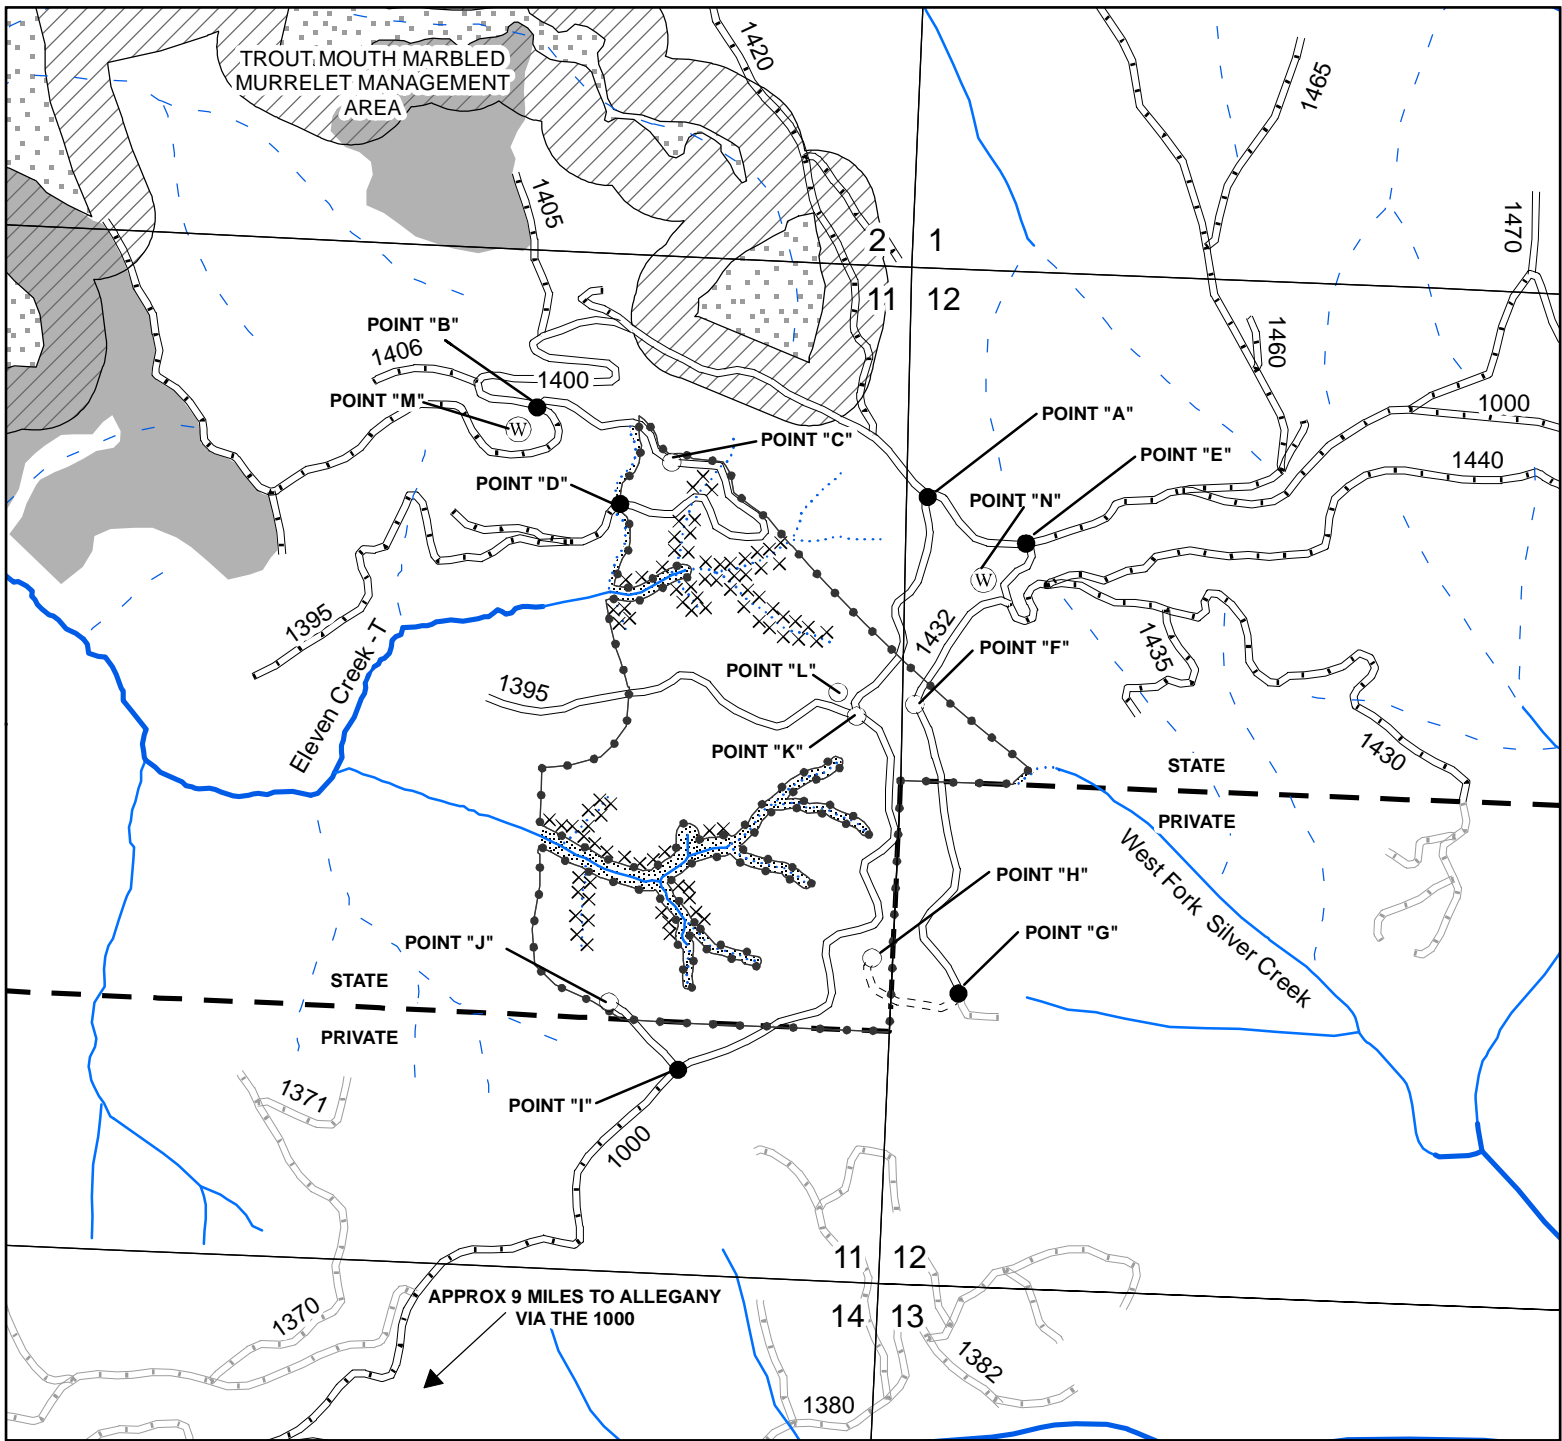 1420
TROUT MOUTH MARBLED
MURRELET MANAGEMENT
AREA
1465
1405
1470
2
1
11
12
POINT "B"
1406
1400
1460
POINT "M"
W
1000
POINT "A"
POINT "C"
POINT "E"
1440
POINT "D"
POINT "N"
W
1395
Eleven Creek - T
1432
1435
POINT "F"
POINT "L"
1395
POINT "K"
1430
STATE
PRIVATE
West Fork Silver Creek
POINT "H"
POINT "G"
POINT "J"
STATE
PRIVATE
1371
POINT "I"
1000
11
12
APPROX 9 MILES TO ALLEGANY
VIA THE 1000
1370
14
13
1382
1380